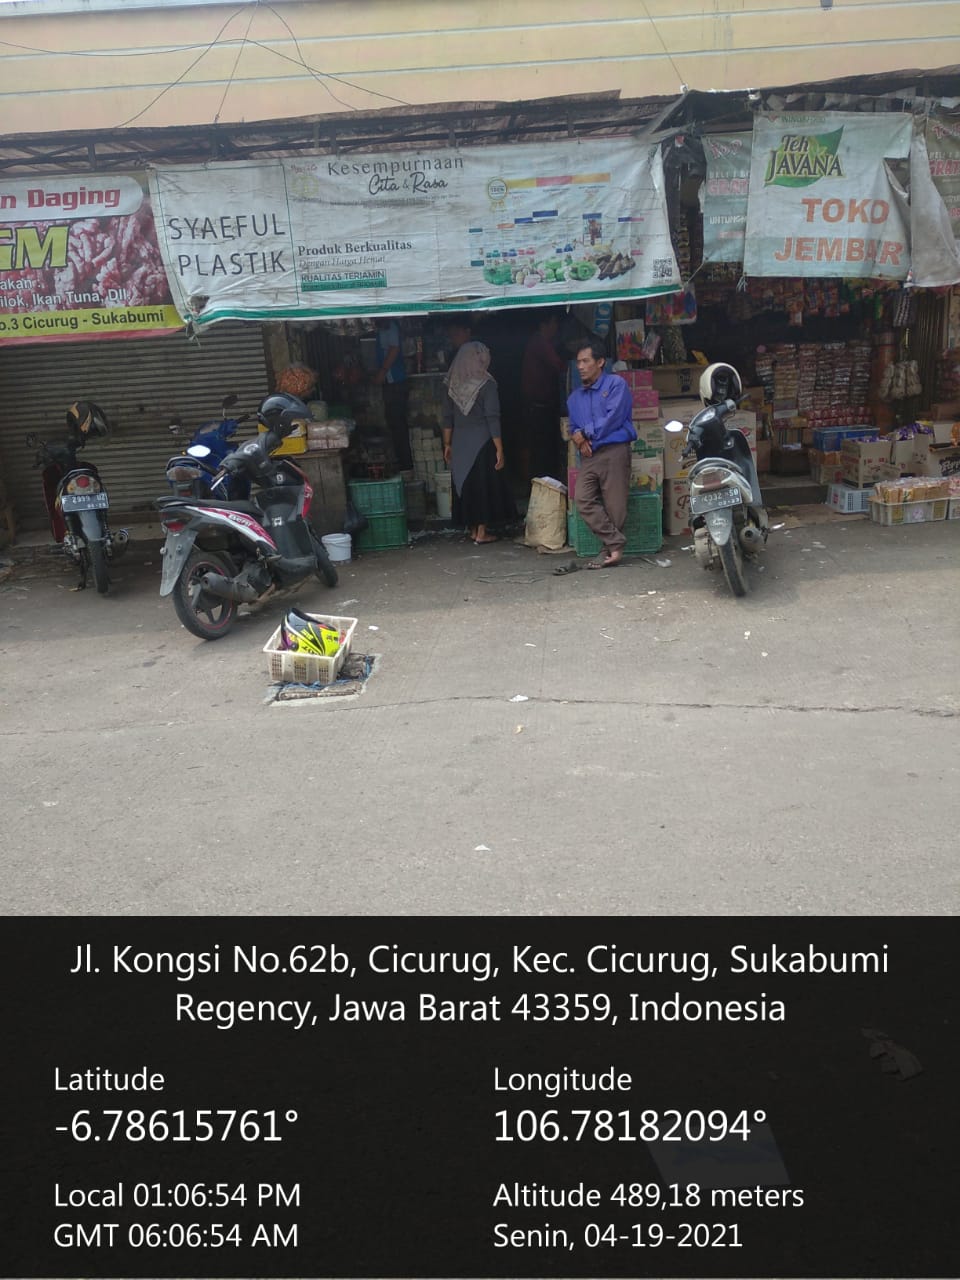 n Daging
GM
akan :
ilok, Ikan Tuna, Dll.
o.3 Cicurug - Sukabumi
SYAEFUL
PLASTIK
Kesempurnaan
Cita & Rasa
Produk Berkualitas
Dengan Harga Hemat
KUALITAS TERJAMIN
Teh
JAVANA
TOKO
JEMBAR
F 2999 UZ
Jl. Kongsi No.62b, Cicurug, Kec. Cicurug, Sukabumi
Regency, Jawa Barat 43359, Indonesia
Latitude
-6.78615761°
Longitude
106.78182094°
Local 01:06:54 PM
GMT 06:06:54 AM
Altitude 489,18 meters
Senin, 04-19-2021